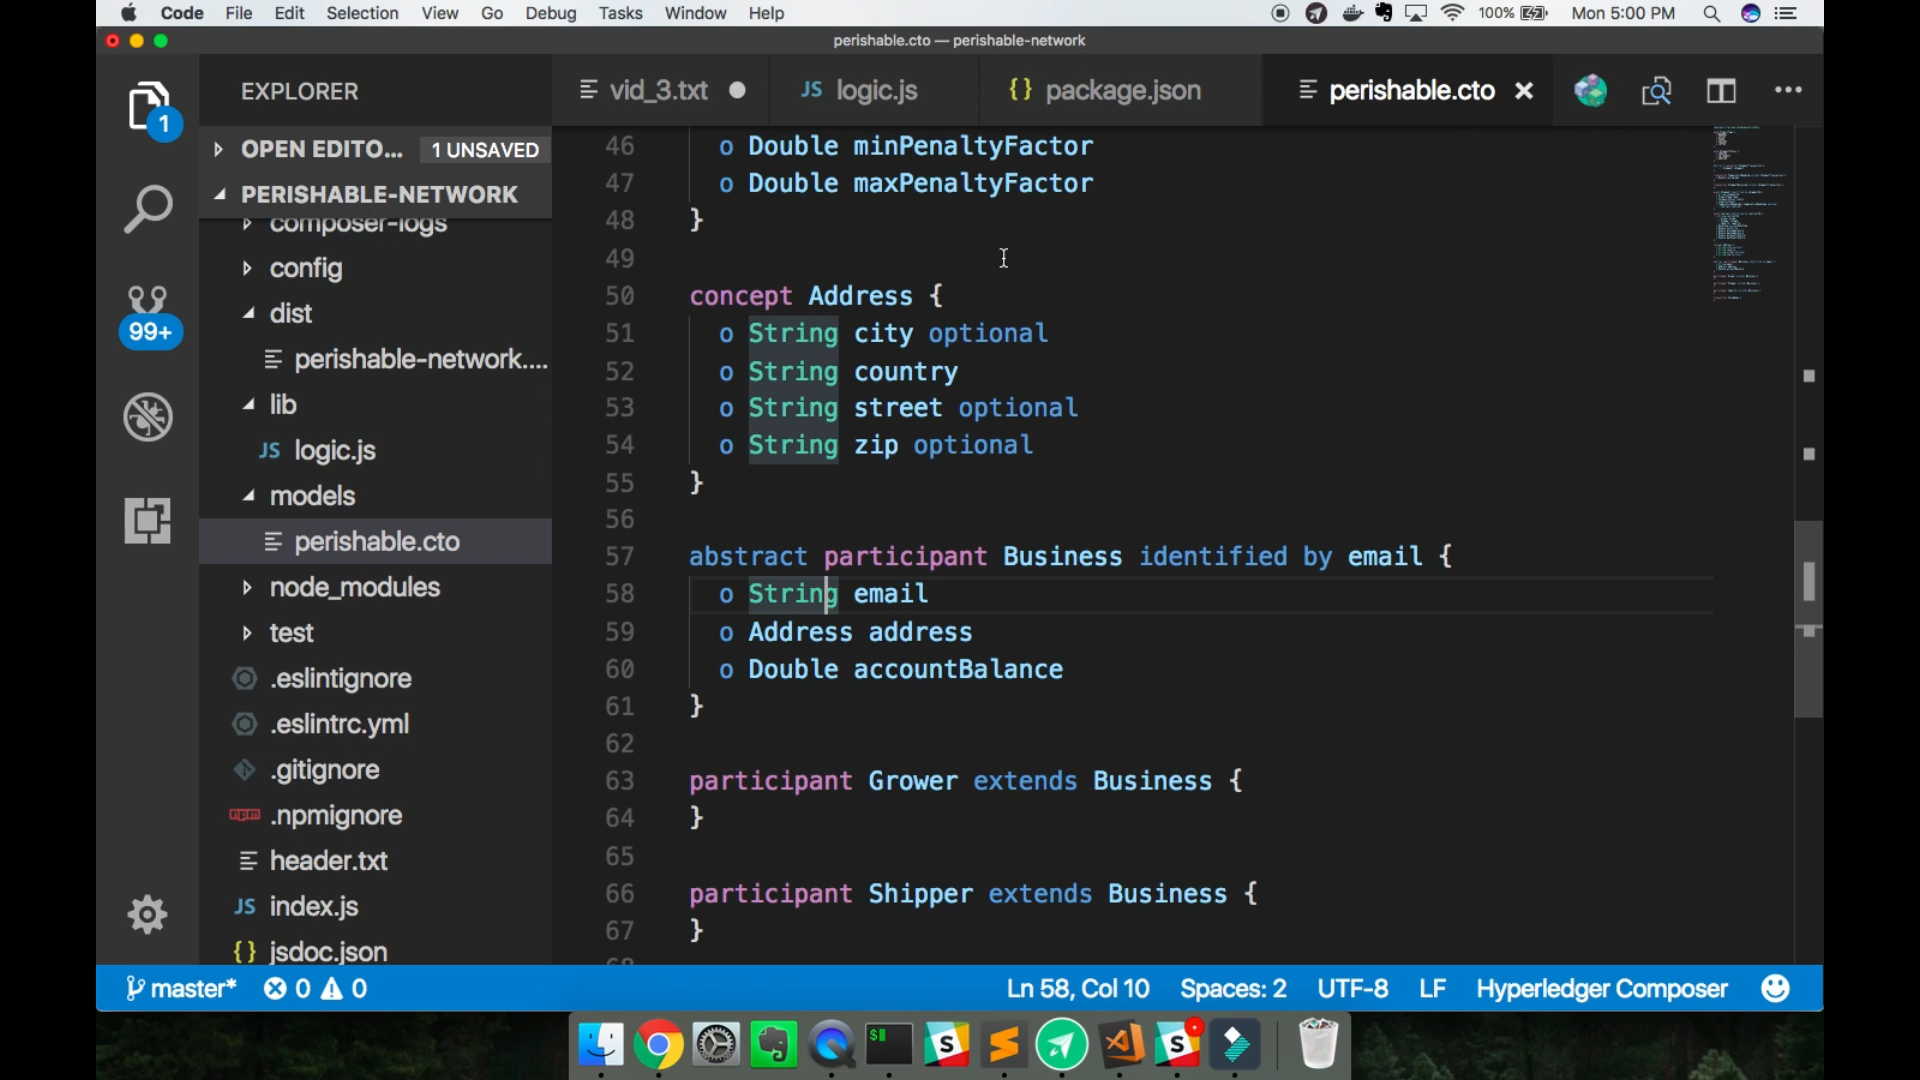 Code File Edit Selection View Go Debug Tasks Window Help 100% Mon 5:00 PM
perishable.cto — perishable-network
EXPLORER
vid_3.txt
JS logic.js
{} package.json
perishable.cto
1
OPEN EDITO... 1 UNSAVED
PERISHABLE-NETWORK
composer-logs
config
99+
dist
perishable-network....
lib
JS logic.js
models
perishable.cto
node_modules
test
.eslintignore
.eslintrc.yml
.gitignore
npm .npmignore
header.txt
JS index.js
{} jsdoc.json
46 o Double minPenaltyFactor
47 o Double maxPenaltyFactor
48 }
49
50 concept Address {
51 o String city optional
52 o String country
53 o String street optional
54 o String zip optional
55 }
56
57 abstract participant Business identified by email {
58 o String email
59 o Address address
60 o Double accountBalance
61 }
62
63 participant Grower extends Business {
64 }
65
66 participant Shipper extends Business {
67 }
68
master* 0 0 Ln 58, Col 10 Spaces: 2 UTF-8 LF Hyperledger Composer
$
S
S